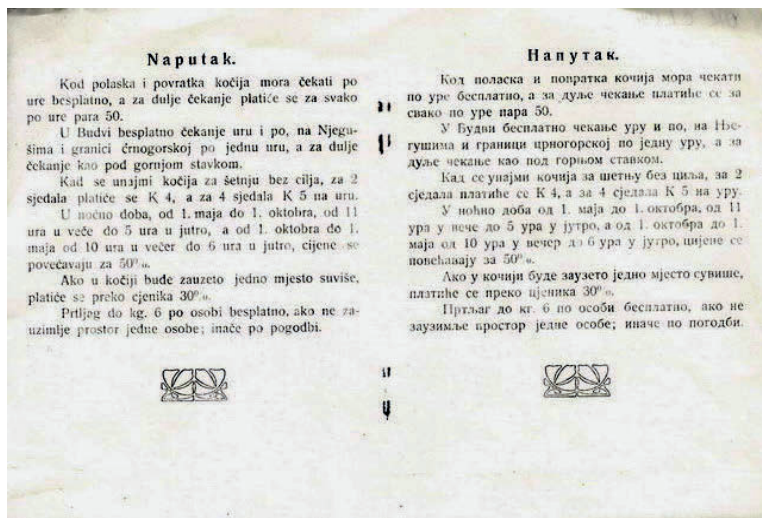 Naputak.
Kod polaska i povratka kočija mora čekati po
ure besplatno, a za dulje čekanje platiće se za svako
po ure para 50.
U Budvi besplatno čekanje uru i po, na Njegu-
šima i granici ćrnogorskoj po jednu uru, a za dulje
čekanje kao pod gornjom stavkom.
Kad se unajmi kočija za šetnju bez cilja, za 2
sjedala platiće se K 4, a za 4 sjedala K 5 na uru.
U noćno doba, od 1. maja do 1. oktobra, od 11
ura u veče do 5 ura u jutro, a od 1. oktobra do 1.
maja od 10 ura u večer do 6 ura u jutro, cijene se
povećavaju za 50%.
Ako u kočiji bude zauzeto jedno mjesto suviše,
platiće se preko cjenika 30%.
Prtljag do kg. 6 po osobi besplatno, ako ne za-
uzimlje prostor jedne osobe; inače po pogodbi.
Напутак.
Код поласка и повратка кочија мора чекати
по уре бесплатно, а за дуље чекање платиће се за
свако по уре пара 50.
У Будви бесплатно чекање уру и по, на Ње-
гушима и граници црногорској по једну уру, а за
дуље чекање као под горњом ставком.
Кад се унајми кочија за шетњу без циља, за 2
сједала платиће се К 4, а за 4 сједала К 5 на уру.
У ноћно доба од 1. маја до 1. октобра, од 11
ура у вече до 5 ура у јутро, а од 1. октобра до 1.
маја од 10 ура у вечер до 6 ура у јутро, цијене се
повећавају за 50%.
Ако у кочији буде заузето једно мјесто сувише,
платиће се преко цјеника 30%.
Пртљаг до кг. 6 по особи бесплатно, ако не
заузимље простор једне особе; иначе по погодби.